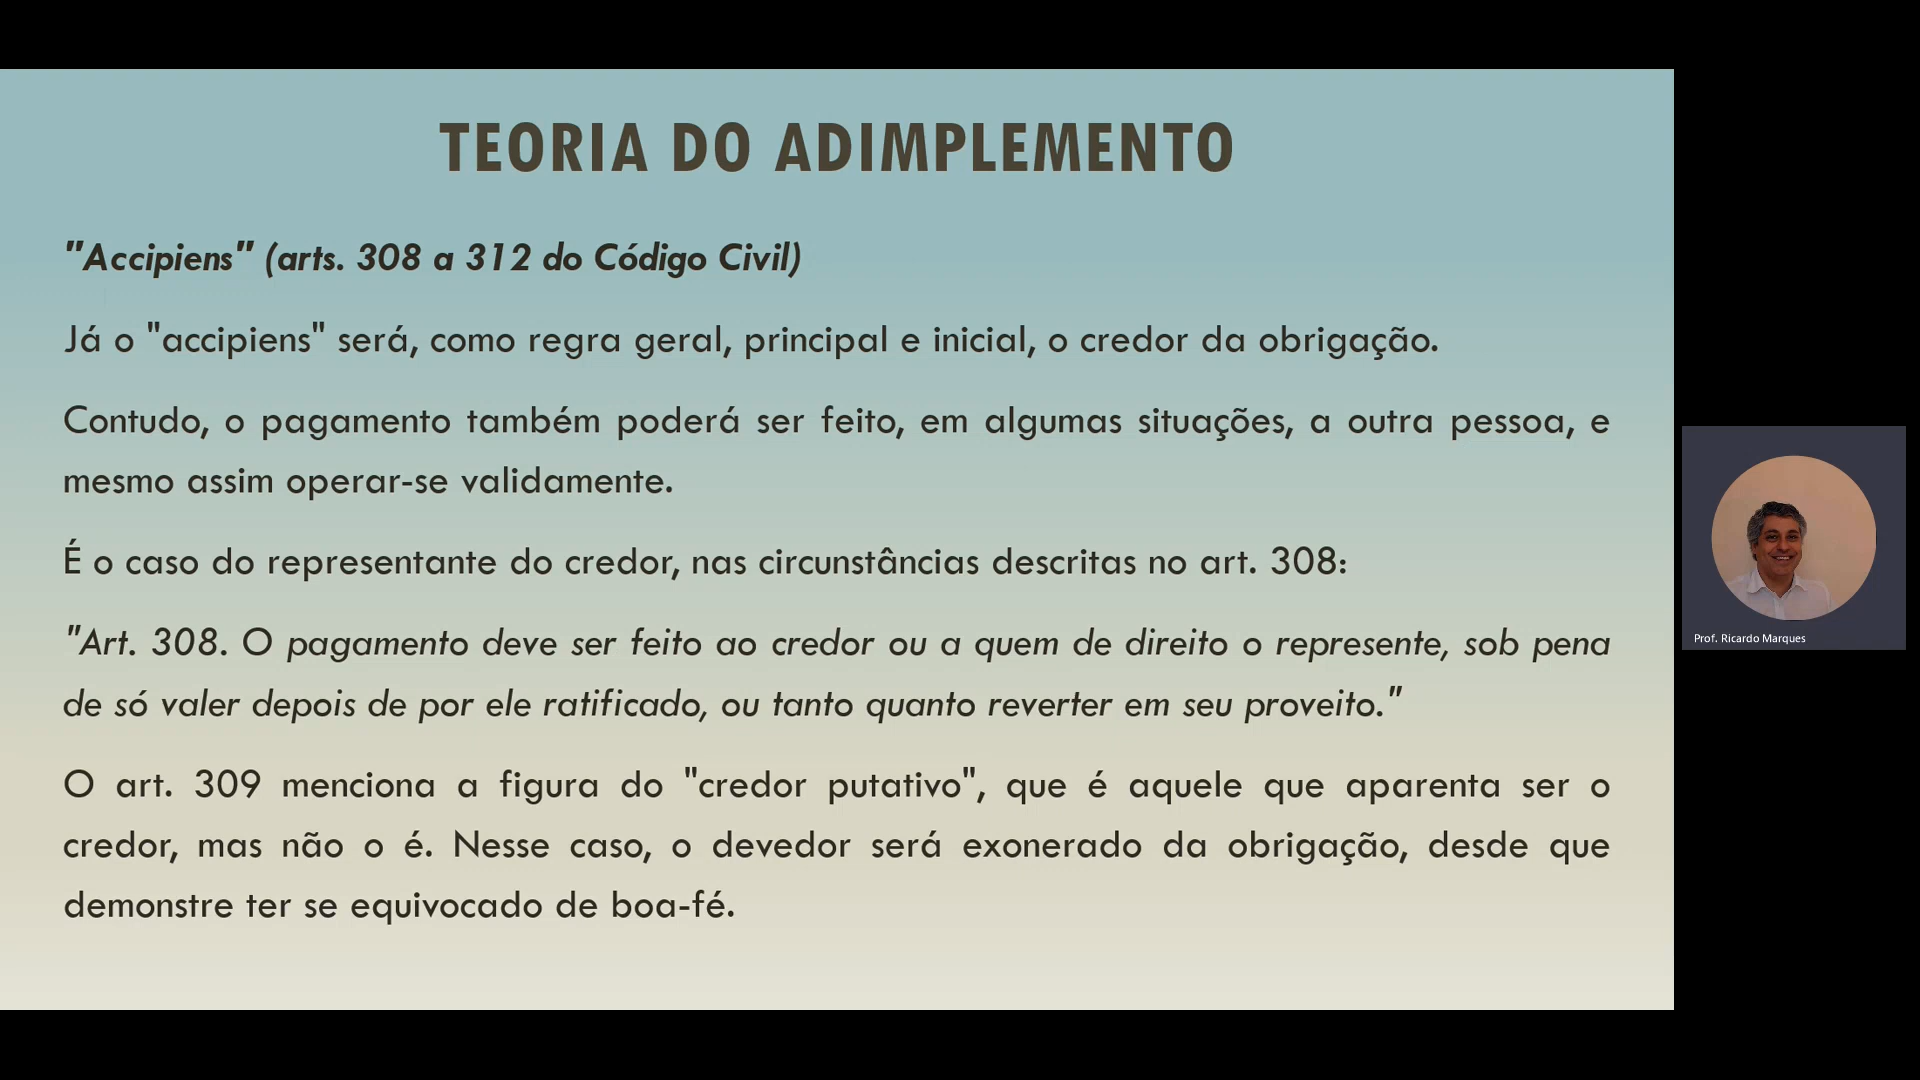 TEORIA DO ADIMPLEMENTO
"Accipiens" (arts. 308 a 312 do Código Civil)
Já o "accipiens" será, como regra geral, principal e inicial, o credor da obrigação.
Contudo, o pagamento também poderá ser feito, em algumas situações, a outra pessoa, e
mesmo assim operar-se validamente.
É o caso do representante do credor, nas circunstâncias descritas no art. 308:
"Art. 308. O pagamento deve ser feito ao credor ou a quem de direito o represente, sob pena
de só valer depois de por ele ratificado, ou tanto quanto reverter em seu proveito."
O art. 309 menciona a figura do "credor putativo", que é aquele que aparenta ser o
credor, mas não o é. Nesse caso, o devedor será exonerado da obrigação, desde que
demonstre ter se equivocado de boa-fé.
Prof. Ricardo Marques